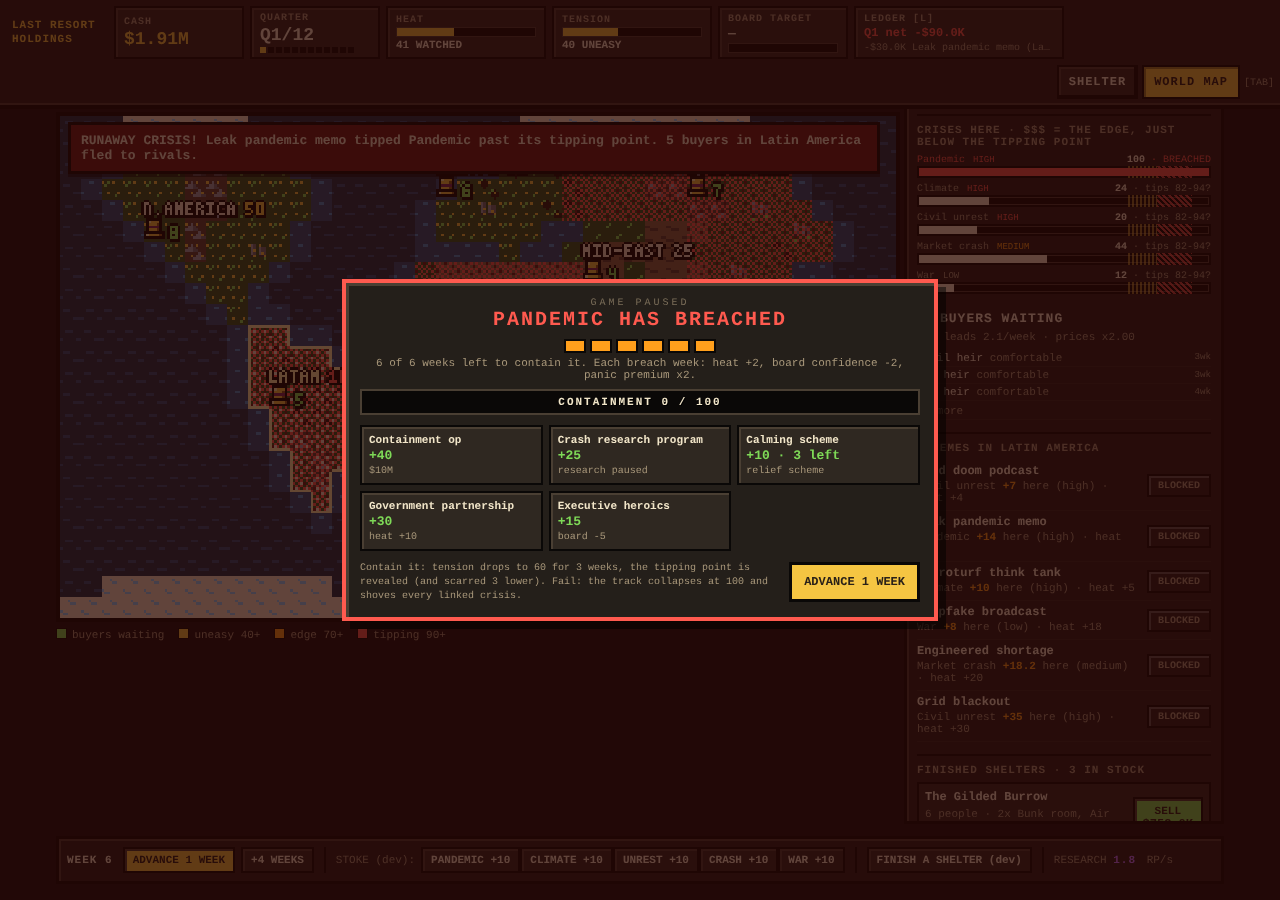 LAST RESORT
HOLDINGS
CASH
$1.91M
QUARTER
Q1/12
HEAT
41 WATCHED
TENSION
40 UNEASY
BOARD TARGET
—
LEDGER [L]
Q1 net -$90.0K
-$30.0K Leak pandemic memo (La…
SHELTER
WORLD MAP
[TAB]
RUNAWAY CRISIS! Leak pandemic memo tipped Pandemic past its tipping point. 5 buyers in Latin America
fled to rivals.
6
7
N.AMERICA 50
8
MID-EAST 25
4
LATAM
5
buyers waiting
uneasy 40+
edge 70+
tipping 90+
CRISES HERE · $$$ = THE EDGE, JUST
BELOW THE TIPPING POINT
Pandemic HIGH 100 · BREACHED
Climate HIGH 24 · tips 82-94?
Civil unrest HIGH 20 · tips 82-94?
Market crash MEDIUM 44 · tips 82-94?
War LOW 12 · tips 82-94?
BUYERS WAITING
leads 2.1/week · prices x2.00
heir comfortable 3wk
heir comfortable 3wk
heir comfortable 4wk
more
IN LATIN AMERICA
doom podcast
unrest +7 here (high) ·
+4
BLOCKED
pandemic memo
+14 here (high) · heat
BLOCKED
think tank
+10 here (high) · heat +5
BLOCKED
broadcast
+8 here (low) · heat +18
BLOCKED
Engineered shortage
Market crash +18.2 here (medium)
· heat +20
BLOCKED
Grid blackout
Civil unrest +35 here (high) ·
heat +30
BLOCKED
FINISHED SHELTERS · 3 IN STOCK
The Gilded Burrow
6 people · 2x Bunk room, Air
SELL
GAME PAUSED
PANDEMIC HAS BREACHED
6 of 6 weeks left to contain it. Each breach week: heat +2, board confidence -2,
panic premium x2.
CONTAINMENT 0 / 100
Containment op
+40
$10M
Crash research program
+25
research paused
Calming scheme
+10 · 3 left
relief scheme
Government partnership
+30
heat +10
Executive heroics
+15
board -5
Contain it: tension drops to 60 for 3 weeks, the tipping point is
revealed (and scarred 3 lower). Fail: the track collapses at 100 and
shoves every linked crisis.
ADVANCE 1 WEEK
WEEK 6
ADVANCE 1 WEEK
+4 WEEKS
STOKE (dev):
PANDEMIC +10
CLIMATE +10
UNREST +10
CRASH +10
WAR +10
FINISH A SHELTER (dev)
RESEARCH 1.8 RP/s